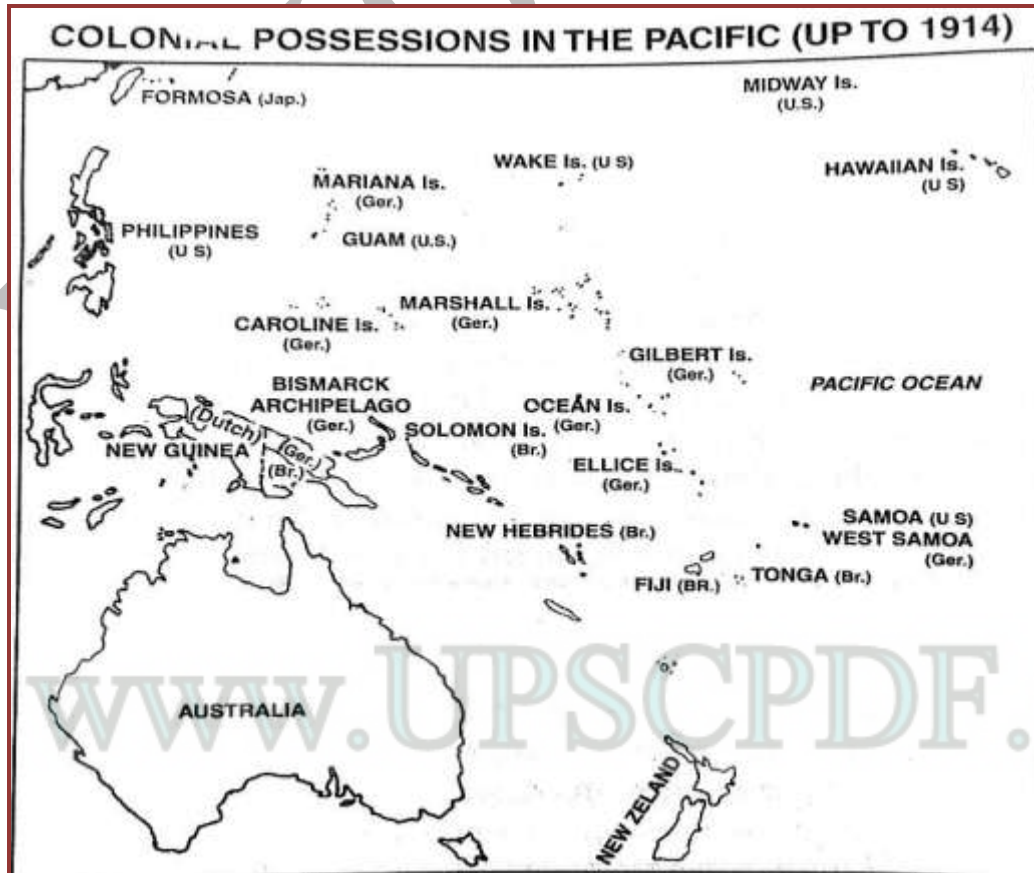 COLONIAL POSSESSIONS IN THE PACIFIC (UP TO 1914)
FORMOSA (Jap.)
MIDWAY Is.
(U.S.)
WAKE Is. (U S)
HAWAIIAN Is.
(U S)
MARIANA Is.
(Ger.)
PHILIPPINES
(U S)
GUAM (U.S.)
MARSHALL Is.
(Ger.)
CAROLINE Is.
(Ger.)
GILBERT Is.
(Ger.)
PACIFIC OCEAN
BISMARCK
ARCHIPELAGO
(Ger.)
OCEAN Is.
(Ger.)
(Dutch)
(Ger.)
(Br.)
NEW GUINEA
SOLOMON Is.
(Br.)
ELLICE Is.
(Ger.)
NEW HEBRIDES (Br.)
SAMOA (U S)
WEST SAMOA
(Ger.)
FIJI (BR.)
TONGA (Br.)
www.UPSCPDF.
AUSTRALIA
NEW ZELAND